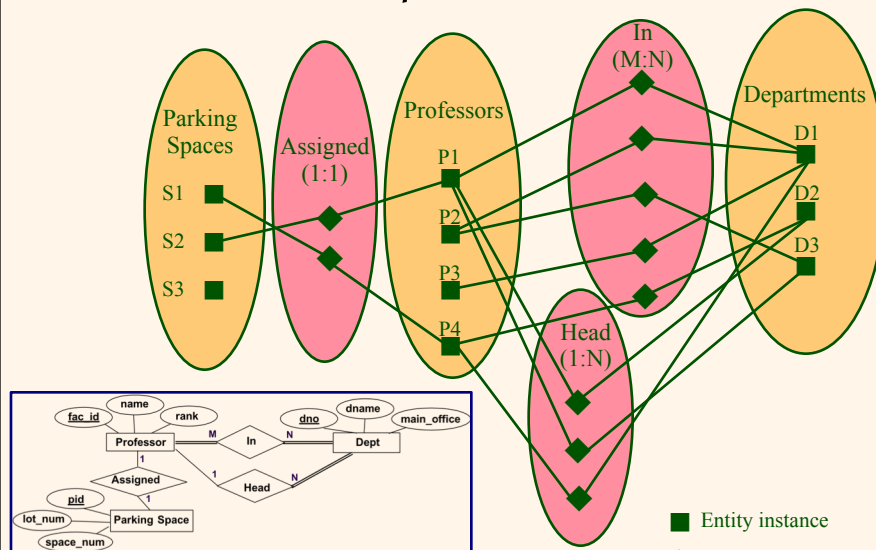 In
(M:N)
Departments
Professors
Parking
Spaces
Assigned
(1:1)
D1
P1
S1
D2
P2
S2
D3
P3
S3
P4
Head
(1:N)
name
fac_id
rank
dname
dno
main_office
Professor
M
In
N
Dept
1
1
N
Assigned
Head
pid
1
lot_num
Parking Space
space_num
Entity instance